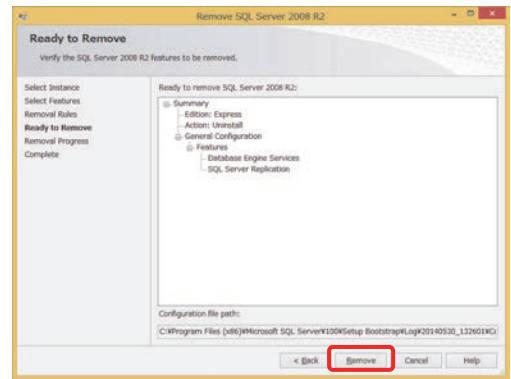 Remove SQL Server 2008 R2
Ready to Remove
Verify the SQL Server 2008 R2 features to be removed.
Select Instance
Select Features
Removal Rules
Ready to Remove
Removal Progress
Complete
Ready to remove SQL Server 2008 R2:
Summary
Edition: Express
Action: Uninstall
General Configuration
Features
Database Engine Services
SQL Server Replication
Configuration file path:
C:¥Program Files (x86)¥Microsoft SQL Server¥100¥Setup Bootstrap¥Log¥20140530_132601¥Co
< Back
Remove
Cancel
Help